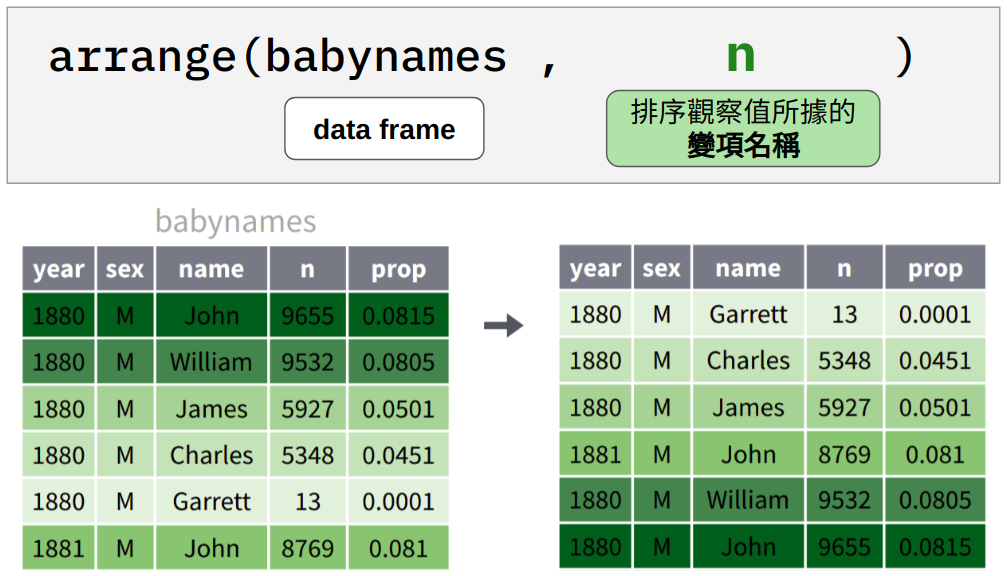 arrange(babynames , n )
data frame
排序觀察值所據的
變項名稱
babynames
year sex name n prop
1880 M John 9655 0.0815
1880 M William 9532 0.0805
1880 M James 5927 0.0501
1880 M Charles 5348 0.0451
1880 M Garrett 13 0.0001
1881 M John 8769 0.081
year sex name n prop
1880 M Garrett 13 0.0001
1880 M Charles 5348 0.0451
1880 M James 5927 0.0501
1881 M John 8769 0.081
1880 M William 9532 0.0805
1880 M John 9655 0.0815